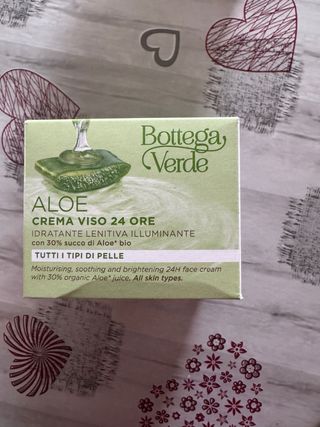 Bottega
Verde
ALOE
CREMA VISO 24 ORE
IDRATANTE LENITIVA ILLUMINANTE
con 30% succo di Aloe* bio
TUTTI I TIPI DI PELLE
Moisturising, soothing and brightening 24H face cream
with 30% organic Aloe* juice. All skin types.